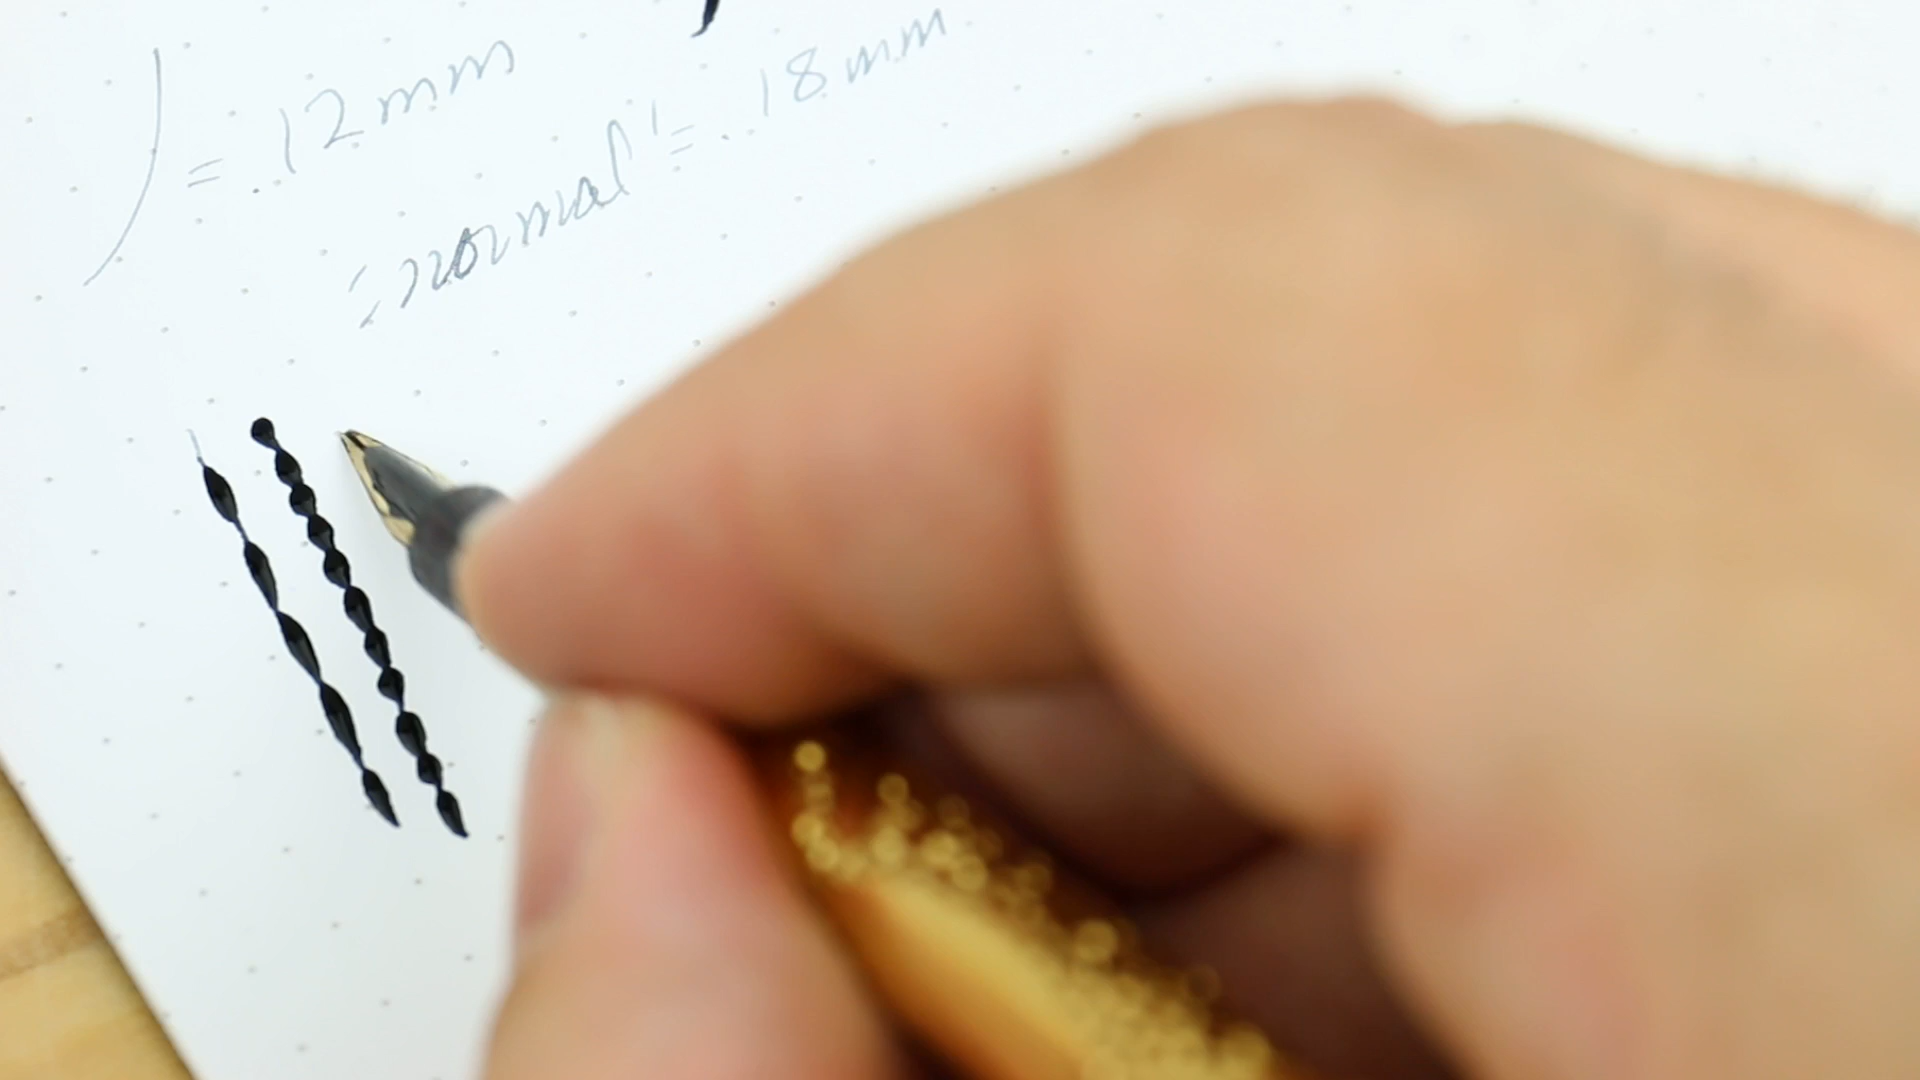 ) = .12mm
"normal" = .18mm